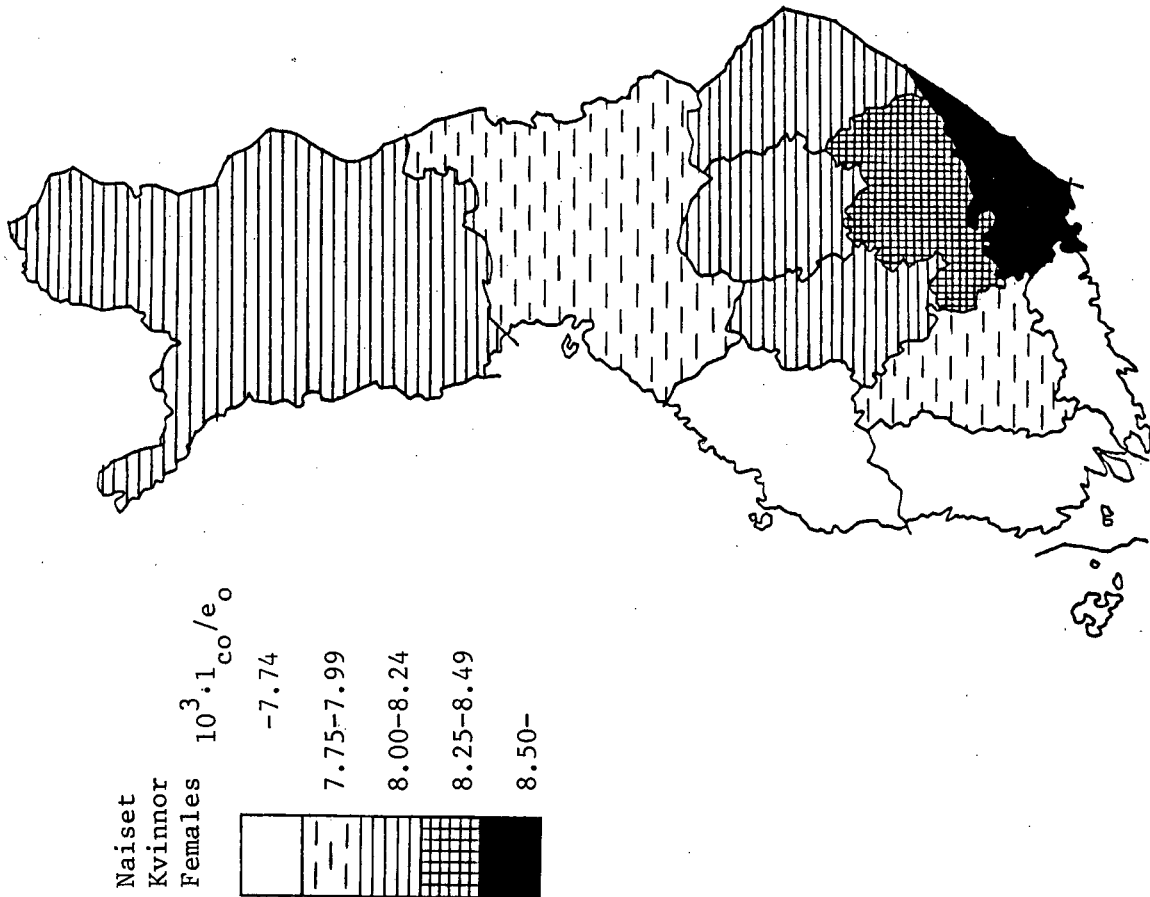 Naiset
Kvinnor
Females
10³·1co/eo
-7.74
7.75-7.99
8.00-8.24
8.25-8.49
8.50-